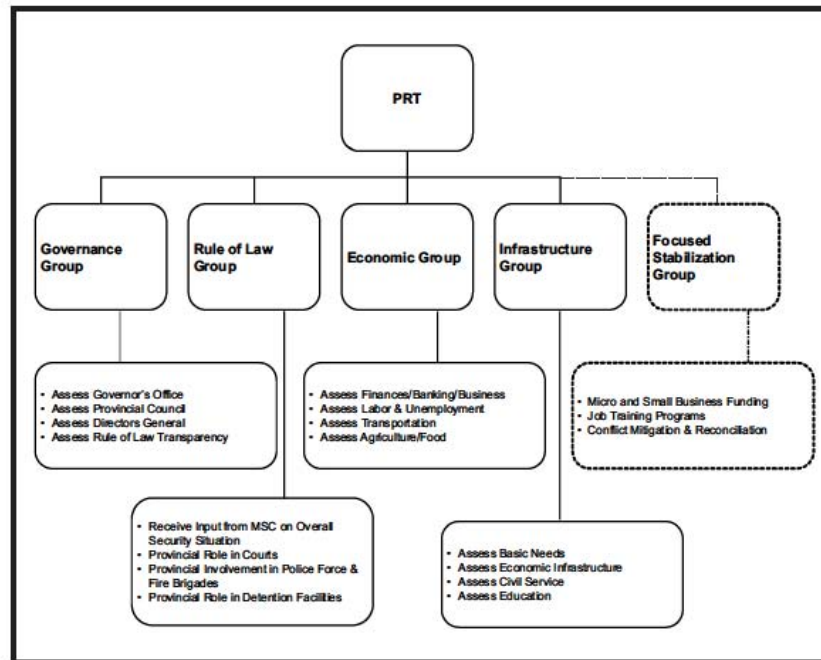 PRT
Governance
Group
Rule of Law
Group
Economic Group
Infrastructure
Group
Focused
Stabilization
Group
• Assess Governor's Office
• Assess Provincial Council
• Assess Directors General
• Assess Rule of Law Transparency
• Assess Finances/Banking/Business
• Assess Labor & Unemployment
• Assess Transportation
• Assess Agriculture/Food
• Micro and Small Business Funding
• Job Training Programs
• Conflict Mitigation & Reconciliation
• Receive Input from MSC on Overall
Security Situation
• Provincial Role in Courts
• Provincial Involvement in Police Force &
Fire Brigades
• Provincial Role in Detention Facilities
• Assess Basic Needs
• Assess Economic Infrastructure
• Assess Civil Service
• Assess Education